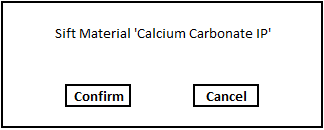 Sift Material 'Calcium Carbonate IP'
Confirm
Cancel